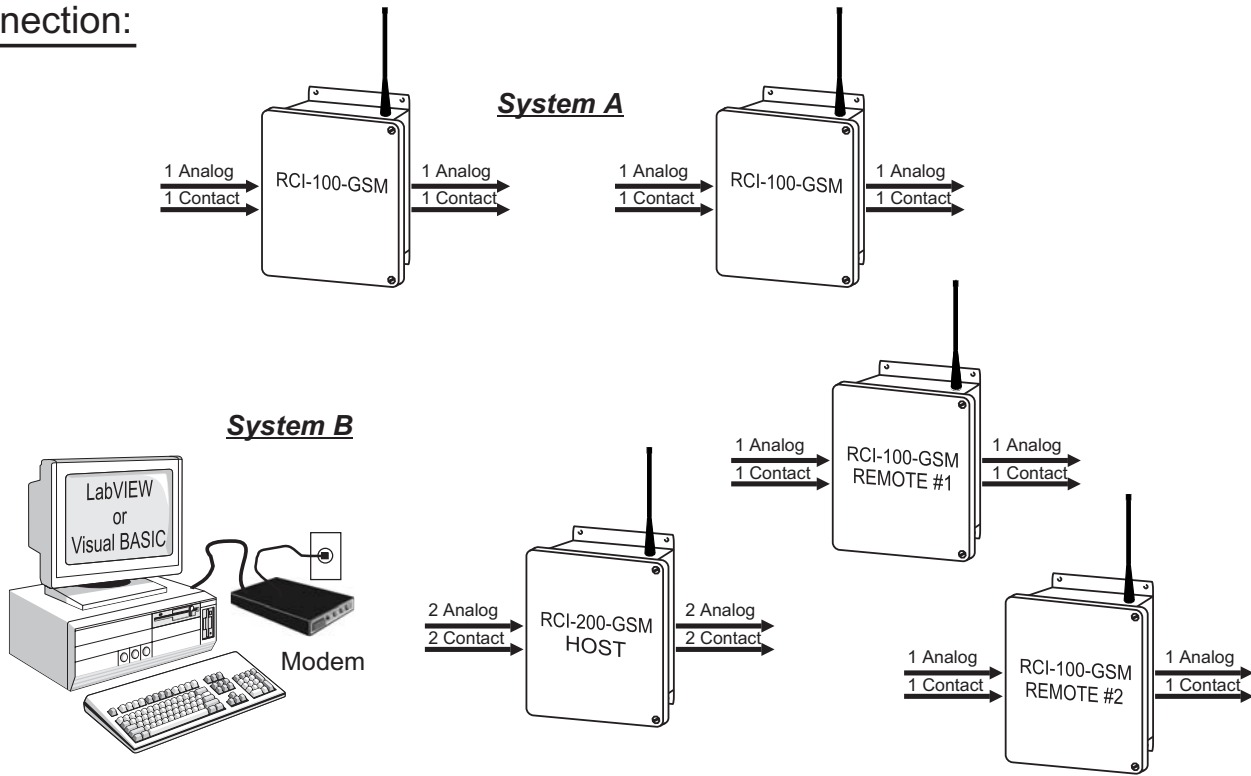 nection:
System A
1 Analog
1 Contact
RCI-100-GSM
1 Analog
1 Contact
1 Analog
1 Contact
RCI-100-GSM
1 Analog
1 Contact
System B
LabVIEW
or
Visual BASIC
Modem
2 Analog
2 Contact
RCI-200-GSM
HOST
2 Analog
2 Contact
1 Analog
1 Contact
RCI-100-GSM
REMOTE #1
1 Analog
1 Contact
1 Analog
1 Contact
RCI-100-GSM
REMOTE #2
1 Analog
1 Contact